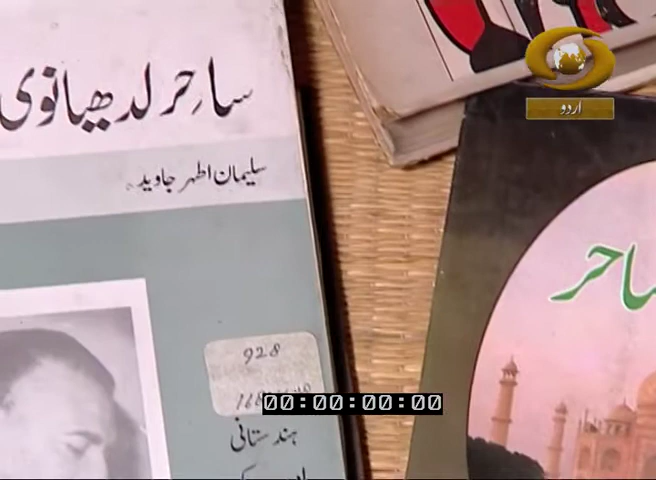 ساحر لدھیانوی
سلیمان اطہر جاوید
928
ہندستانی
ساحر
اردو
00:00:00:00